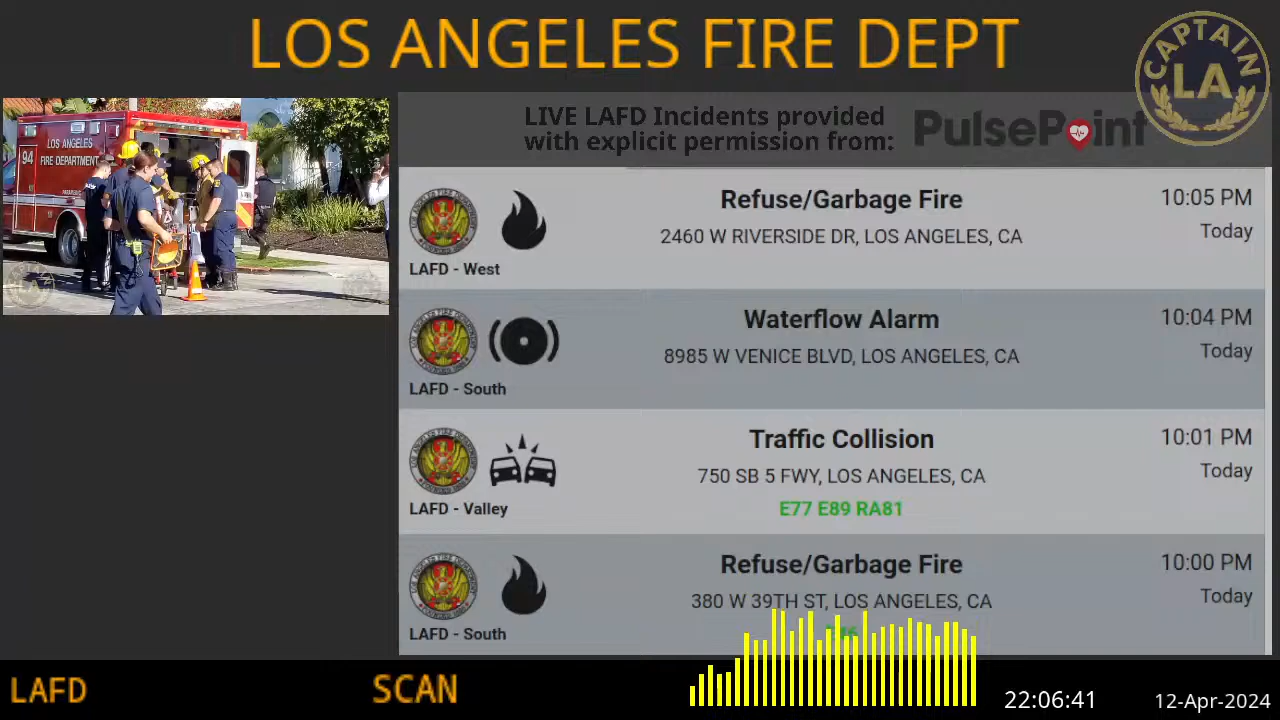 LOS ANGELES FIRE DEPT
CAPTAIN
LA
LOS ANGELES
94 FIRE DEPARTMENT
LIVE LAFD Incidents provided
with explicit permission from:
PulsePoint
Refuse/Garbage Fire
10:05 PM
2460 W RIVERSIDE DR, LOS ANGELES, CA
Today
LAFD - West
Waterflow Alarm
10:04 PM
8985 W VENICE BLVD, LOS ANGELES, CA
Today
LAFD - South
Traffic Collision
10:01 PM
750 SB 5 FWY, LOS ANGELES, CA
Today
E77 E89 RA81
LAFD - Valley
Refuse/Garbage Fire
10:00 PM
380 W 39TH ST, LOS ANGELES, CA
Today
LAFD - South
LAFD
SCAN
22:06:41
12-Apr-2024